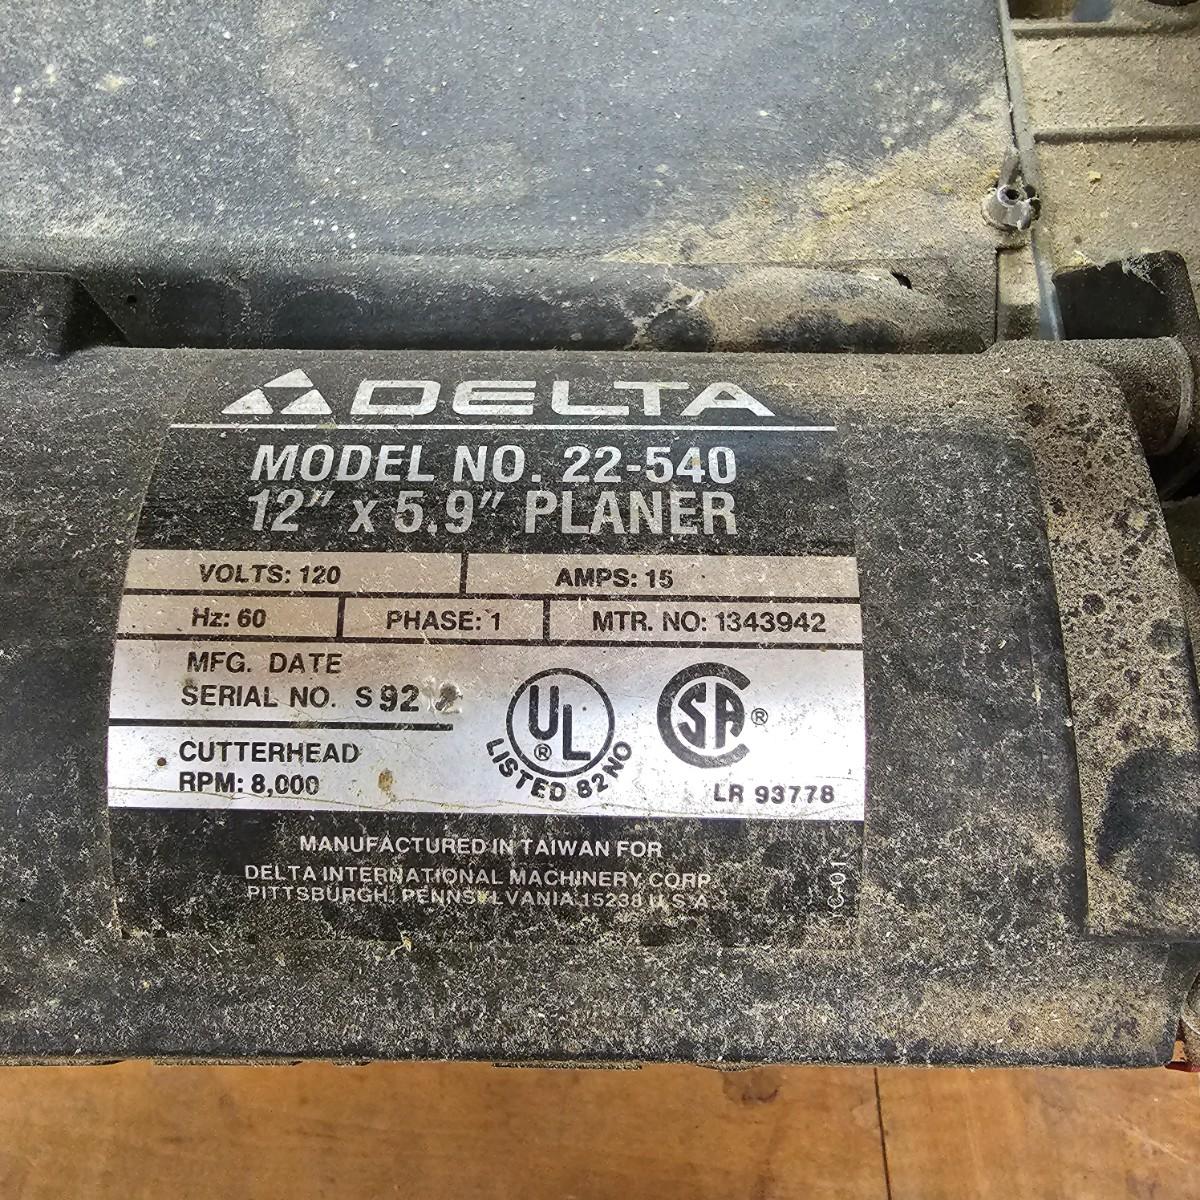 DELTA
MODEL NO. 22-540
12" x 5.9" PLANER
VOLTS: 120 AMPS: 15
Hz: 60 PHASE: 1 MTR. NO: 1343942
MFG. DATE
SERIAL NO. S 92
CUTTERHEAD
RPM: 8,000
UL
®
LISTED 82NO
CSA ®
LR 93778
MANUFACTURED IN TAIWAN FOR
DELTA INTERNATIONAL MACHINERY CORP.
PITTSBURGH, PENNSYLVANIA 15238 U.S.A.